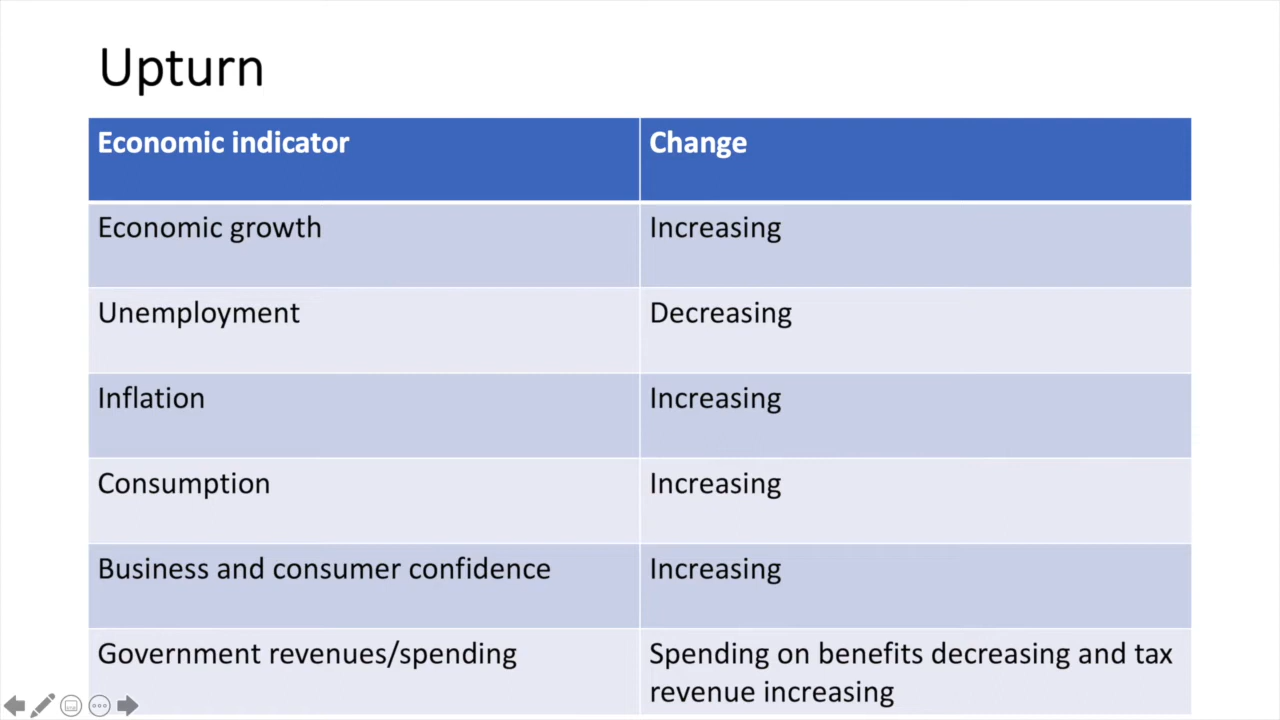 Upturn
Economic indicator
Change
Economic growth
Increasing
Unemployment
Decreasing
Inflation
Increasing
Consumption
Increasing
Business and consumer confidence
Increasing
Government revenues/spending
Spending on benefits decreasing and tax
revenue increasing